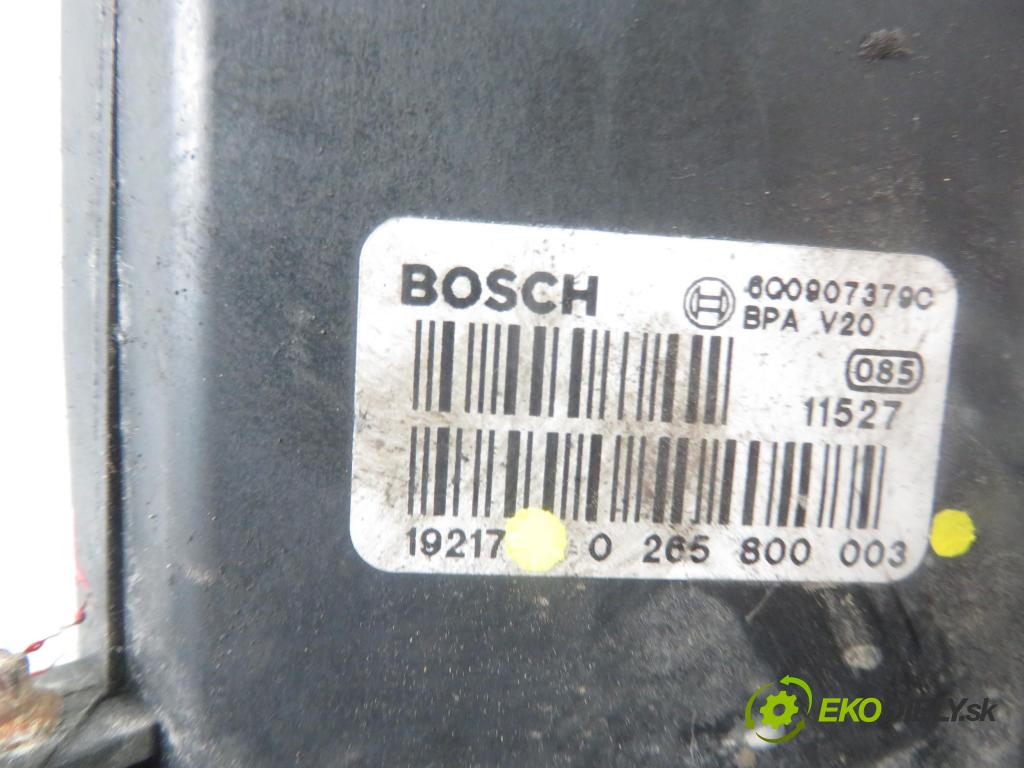 BOSCH
6Q0907379C
BPA V20
085
11527
19217
0 265 800 003
EKODIELY.sk